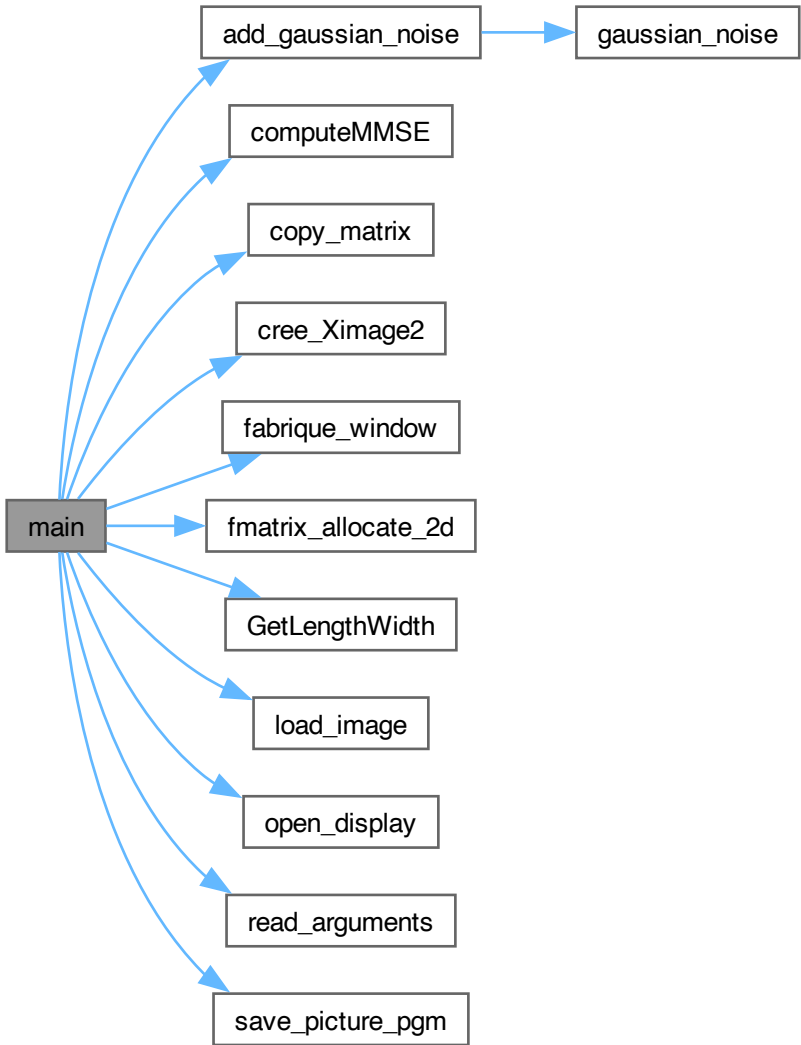 add_gaussian_noise
gaussian_noise
computeMMSE
copy_matrix
cree_Ximage2
fabrique_window
main
fmatrix_allocate_2d
GetLengthWidth
load_image
open_display
read_arguments
save_picture_pgm